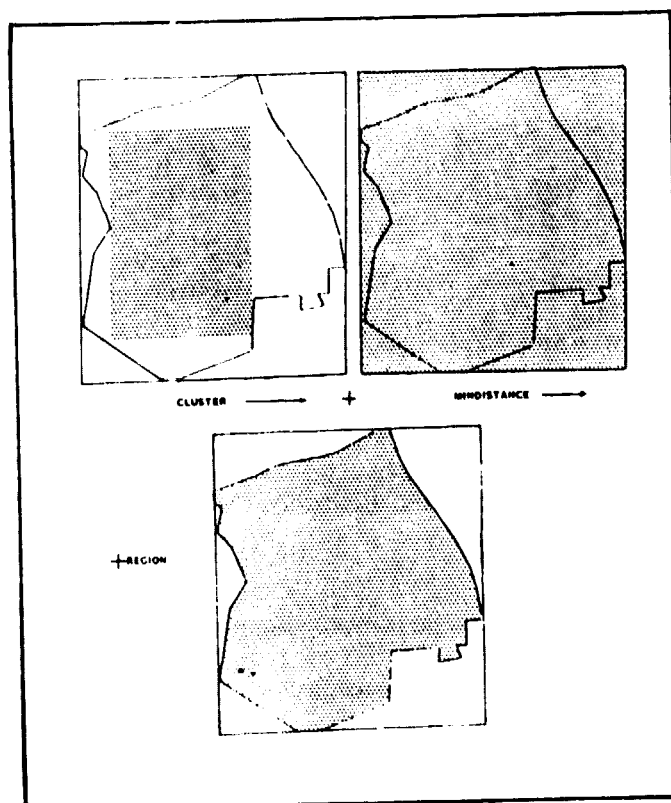 CLUSTER → + MINDISTANCE →
+REGION